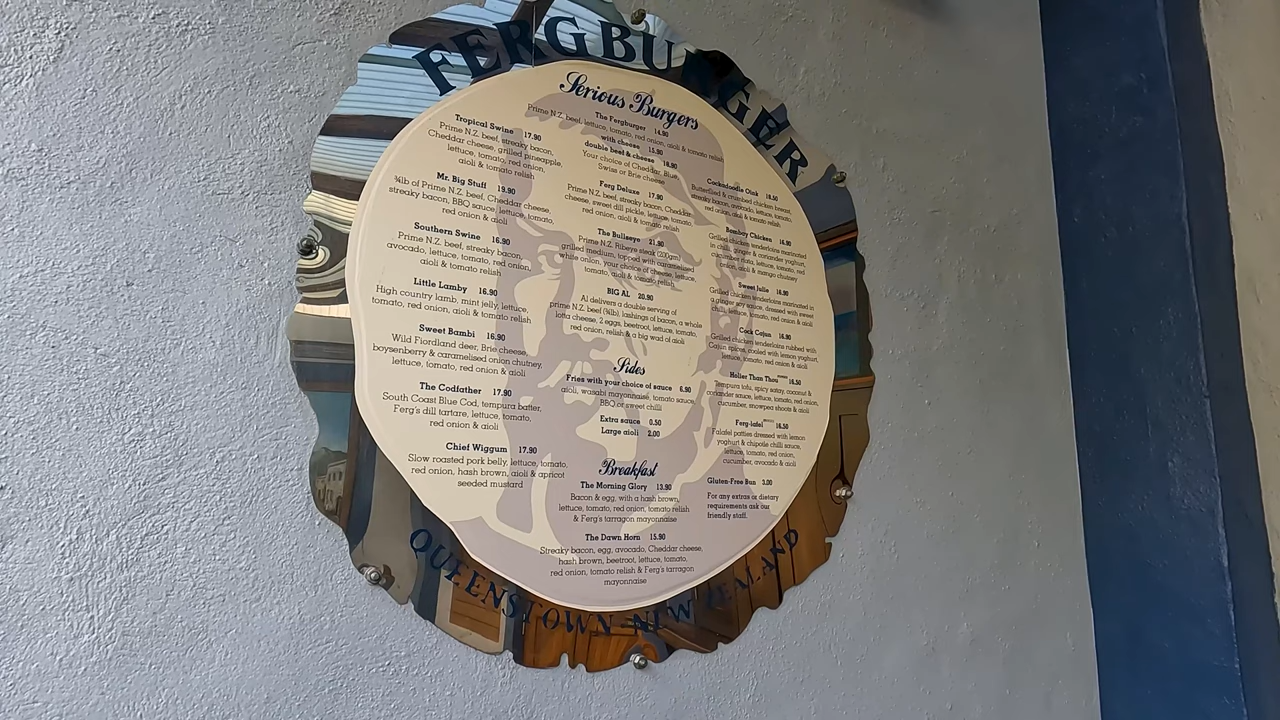 FERGBURGER
Serious Burgers
Tropical Swine 17.90
Prime N.Z. beef, streaky bacon,
Cheddar cheese, grilled pineapple,
lettuce, tomato, red onion,
aioli & tomato relish
Mr. Big Stuff 19.90
¾lb of Prime N.Z. beef, Cheddar cheese,
streaky bacon, BBQ sauce, lettuce, tomato,
red onion & aioli
Southern Swine 16.90
Prime N.Z. beef, streaky bacon,
avocado, lettuce, tomato, red onion,
aioli & tomato relish
Little Lamby 16.90
High country lamb, mint jelly, lettuce,
tomato, red onion, aioli & tomato relish
Sweet Bambi 16.90
Wild Fiordland deer, Brie cheese,
boysenberry & caramelised onion chutney,
lettuce, tomato, red onion & aioli
The Codfather 17.90
South Coast Blue Cod, tempura batter,
Ferg's dill tartare, lettuce, tomato,
red onion & aioli
Chief Wiggum 17.90
Slow roasted pork belly, lettuce, tomato,
red onion, hash brown, aioli & apricot
seeded mustard
The Fergburger 14.90
Prime N.Z. beef, lettuce, tomato, red onion, aioli & tomato relish
with cheese 15.90
double beef & cheese 18.90
Your choice of Cheddar, Blue,
Swiss or Brie cheese
Ferg Deluxe 17.90
Prime N.Z. beef, streaky bacon, Cheddar
cheese, sweet dill pickle, lettuce, tomato,
red onion, aioli & tomato relish
The Bullseye 21.90
Prime N.Z. Ribeye steak (200gm)
grilled medium, topped with caramelised
white onion, your choice of cheese, lettuce,
tomato, aioli & tomato relish
BIG AL 20.90
Al delivers a double serving of
prime N.Z. beef (¾lb), lashings of bacon, a whole
lotta cheese, 2 eggs, beetroot, lettuce, tomato,
red onion, relish & a big wad of aioli
Sides
Fries with your choice of sauce 6.90
aioli, wasabi mayonnaise, tomato sauce,
BBQ or sweet chilli
Extra sauce 0.50
Large aioli 2.00
Breakfast
The Morning Glory 13.90
Bacon & egg, with a hash brown,
lettuce, tomato, red onion, tomato relish
& Ferg's tarragon mayonnaise
The Dawn Horn 15.90
Streaky bacon, egg, avocado, Cheddar cheese,
hash brown, beetroot, lettuce, tomato,
red onion, tomato relish & Ferg's tarragon
mayonnaise
Cockadoodle Oink 18.50
Butterflied & crumbed chicken breast,
streaky bacon, avocado, lettuce, tomato,
red onion, aioli & tomato relish
Bombay Chicken 16.90
Grilled chicken tenderloins marinated
in chilli, ginger & coriander yoghurt,
cucumber raita, lettuce, tomato, red
onion, aioli & mango chutney
Sweet Julie 16.90
Grilled chicken tenderloins marinated in
a ginger soy sauce, dressed with sweet
chilli, lettuce, tomato, red onion & aioli
Cock Cajun 16.90
Grilled chicken tenderloins rubbed with
Cajun spices, cooled with lemon yoghurt,
lettuce, tomato, red onion & aioli
Holier Than Thou 16.50
Tempura tofu, spicy satay, coconut &
coriander sauce, lettuce, tomato, red onion,
cucumber, snowpea shoots & aioli
Ferg-lafel 16.50
Falafel patties dressed with lemon
yoghurt & chipotle chilli sauce,
lettuce, tomato, red onion,
cucumber, avocado & aioli
Gluten-Free Bun 3.00
For any extras or dietary
requirements ask our
friendly staff.
QUEENSTOWN NEW ZEALAND